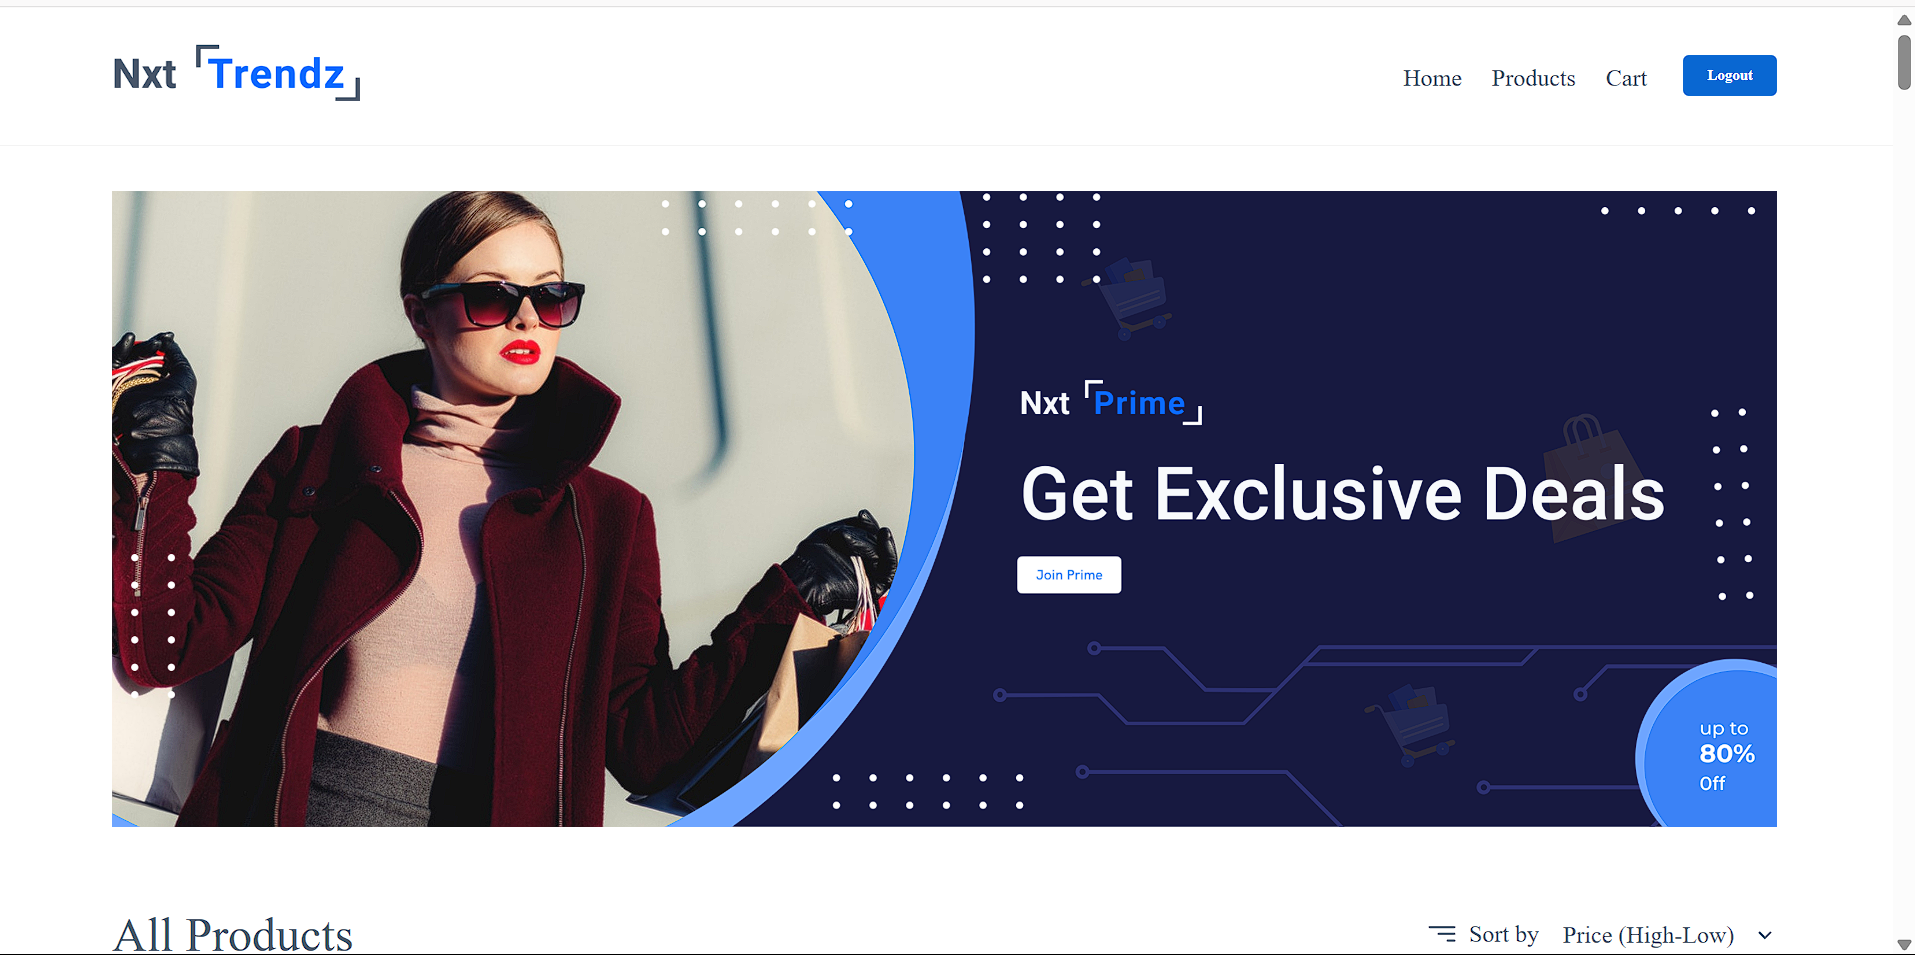 Nxt Trendz
Home Products Cart Logout
Nxt Prime
Get Exclusive Deals
Join Prime
up to
80%
Off
All Products
Sort by Price (High-Low)